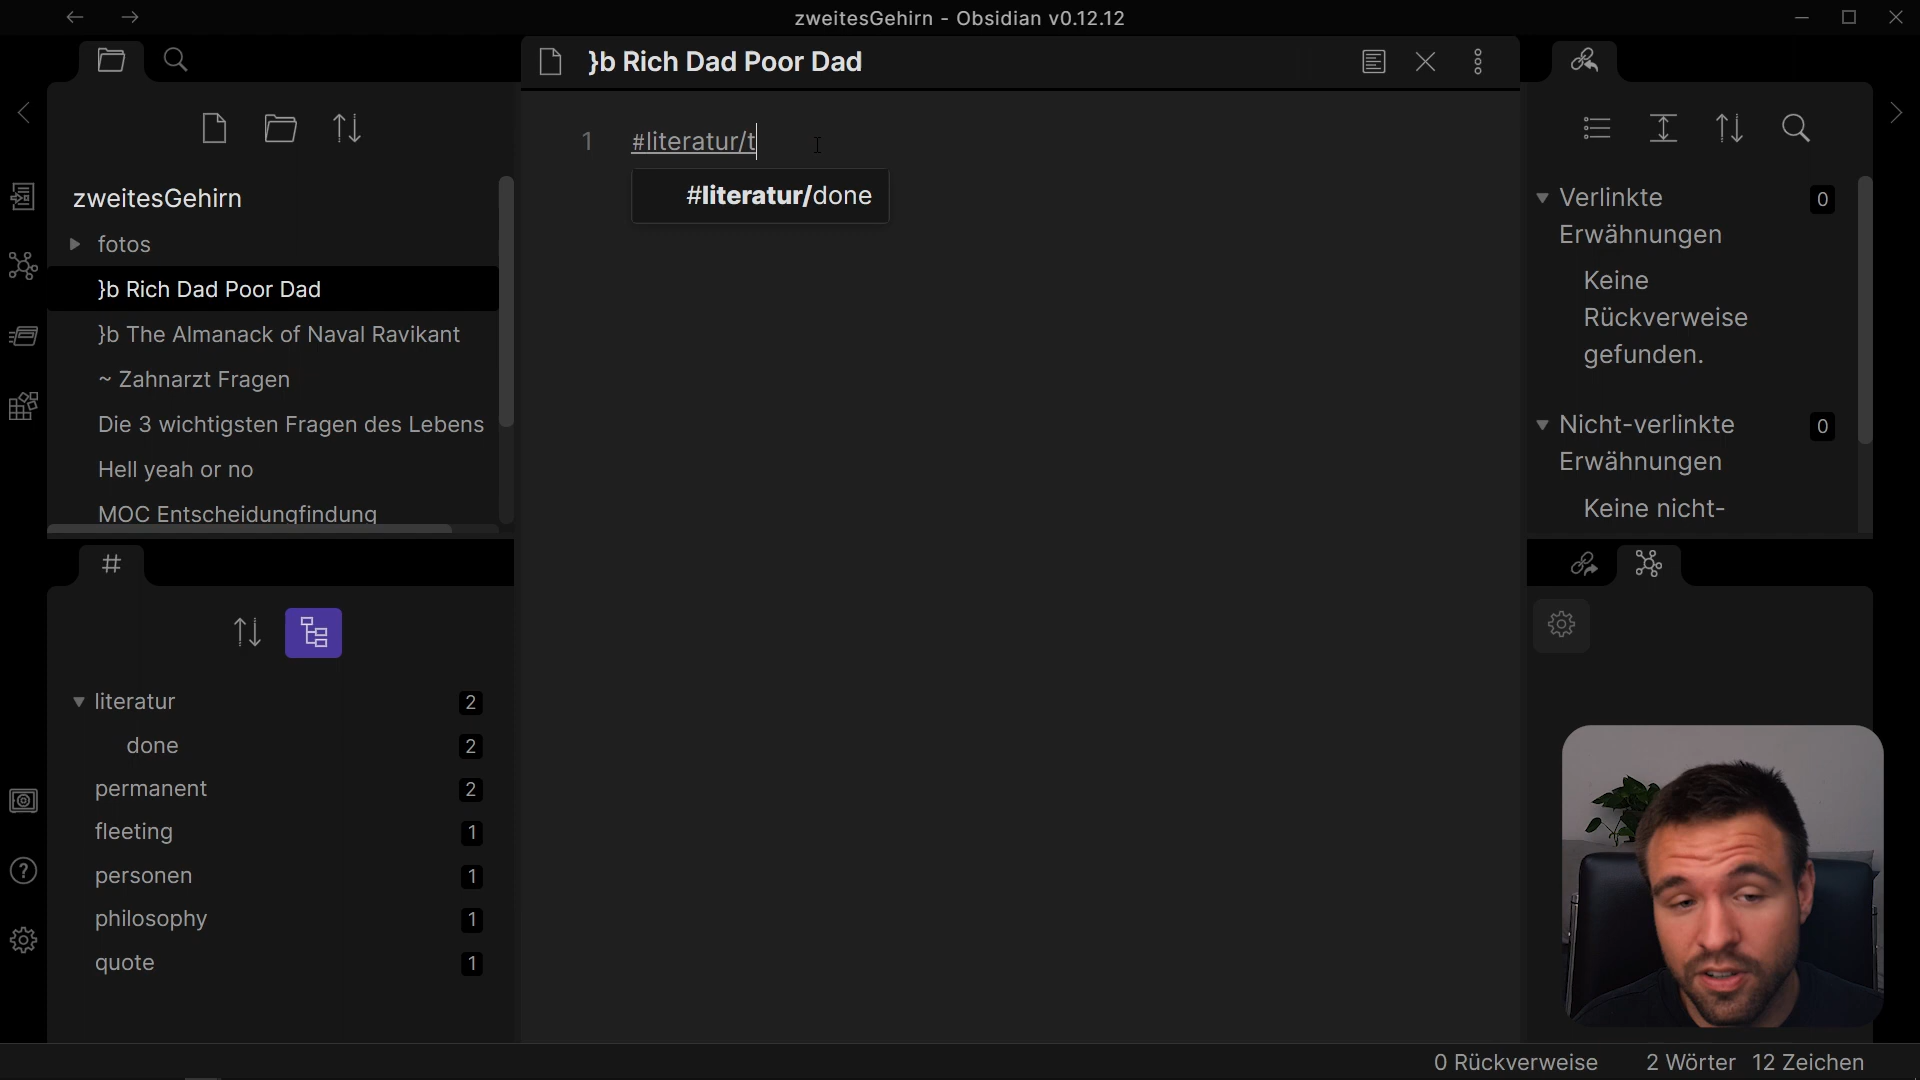 zweitesGehirn - Obsidian v0.12.12
}b Rich Dad Poor Dad
zweitesGehirn
fotos
}b Rich Dad Poor Dad
}b The Almanack of Naval Ravikant
~ Zahnarzt Fragen
Die 3 wichtigsten Fragen des Lebens
Hell yeah or no
MOC Entscheidungfindung
#
literatur 2
done 2
permanent 2
fleeting 1
personen 1
philosophy 1
quote 1
1 #literatur/t
#literatur/done
Verlinkte 0
Erwähnungen
Keine
Rückverweise
gefunden.
Nicht-verlinkte 0
Erwähnungen
Keine nicht-
0 Rückverweise 2 Wörter 12 Zeichen